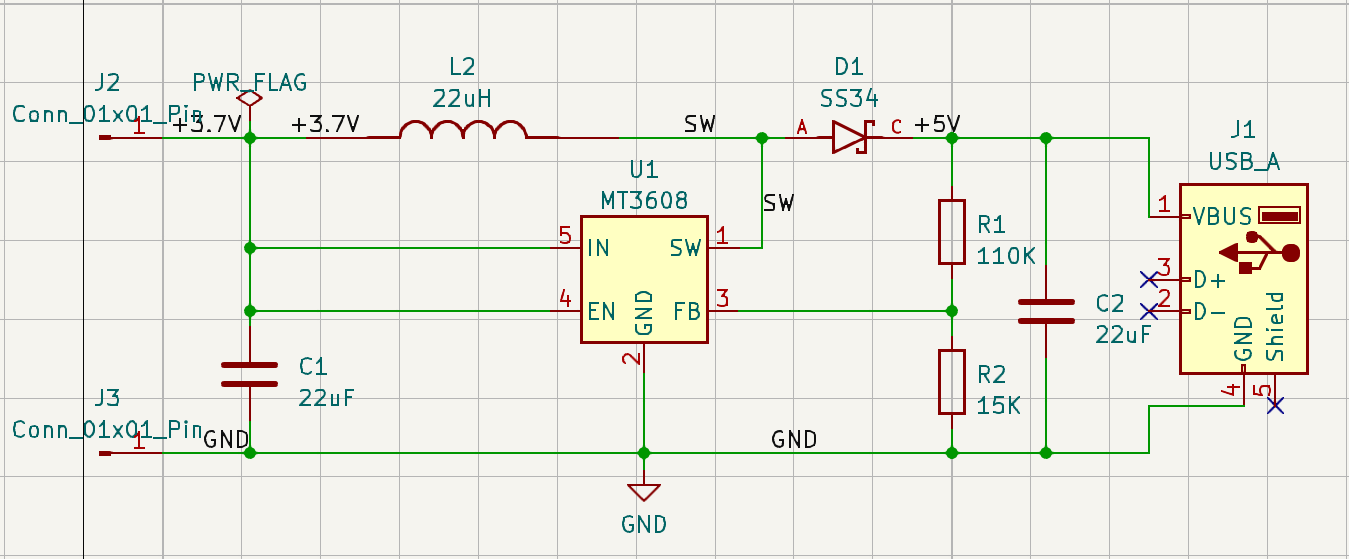 J2
Conn_01x01_Pin
1
+3.7V
PWR_FLAG
+3.7V
L2
22uH
SW
D1
SS34
A
C
+5V
J1
USB_A
1
VBUS
3
D+
2
D-
GND
4
Shield
5
U1
MT3608
5
IN
SW
1
SW
4
EN
GND
2
FB
3
R1
110K
R2
15K
C2
22uF
C1
22uF
J3
Conn_01x01_Pin
1
GND
GND
GND